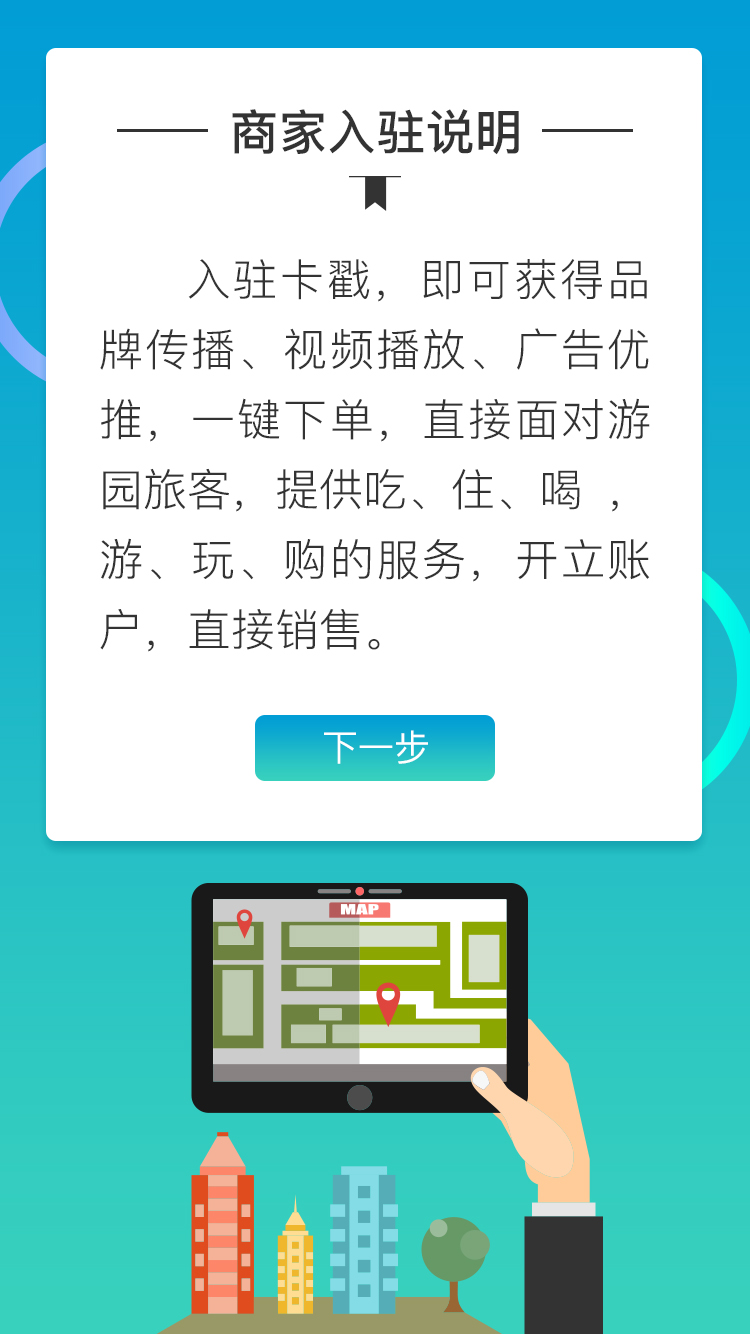 商家入驻说明
入驻卡戳，即可获得品
牌传播、视频播放、广告优
推，一键下单，直接面对游
园旅客，提供吃、住、喝 ，
游、玩、购的服务，开立账
户，直接销售。
下一步
MAP